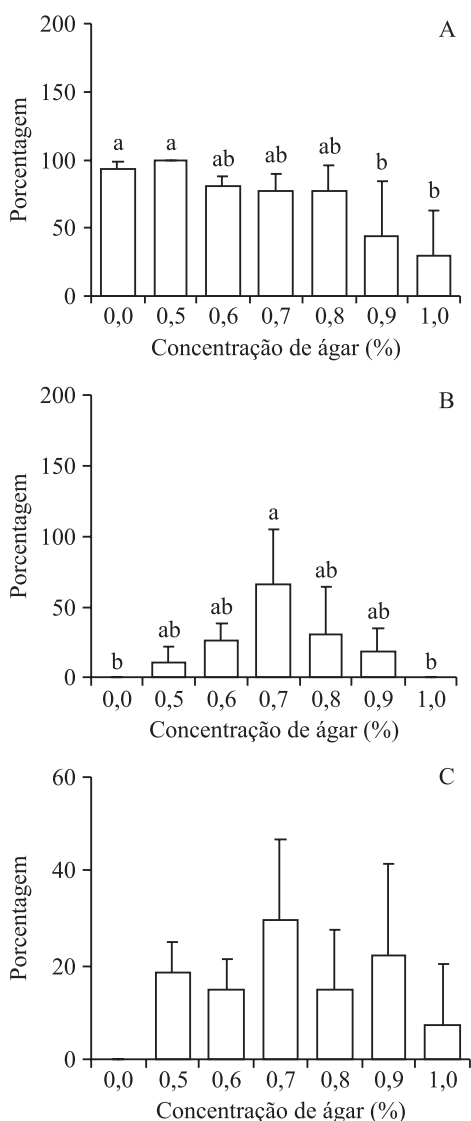 A
200
150
100
50
0
Porcentagem
a a ab ab ab b b
0,0 0,5 0,6 0,7 0,8 0,9 1,0
Concentração de ágar (%)
B
200
150
100
50
0
Porcentagem
b ab ab a ab ab b
0,0 0,5 0,6 0,7 0,8 0,9 1,0
Concentração de ágar (%)
C
60
40
20
0
Porcentagem
0,0 0,5 0,6 0,7 0,8 0,9 1,0
Concentração de ágar (%)